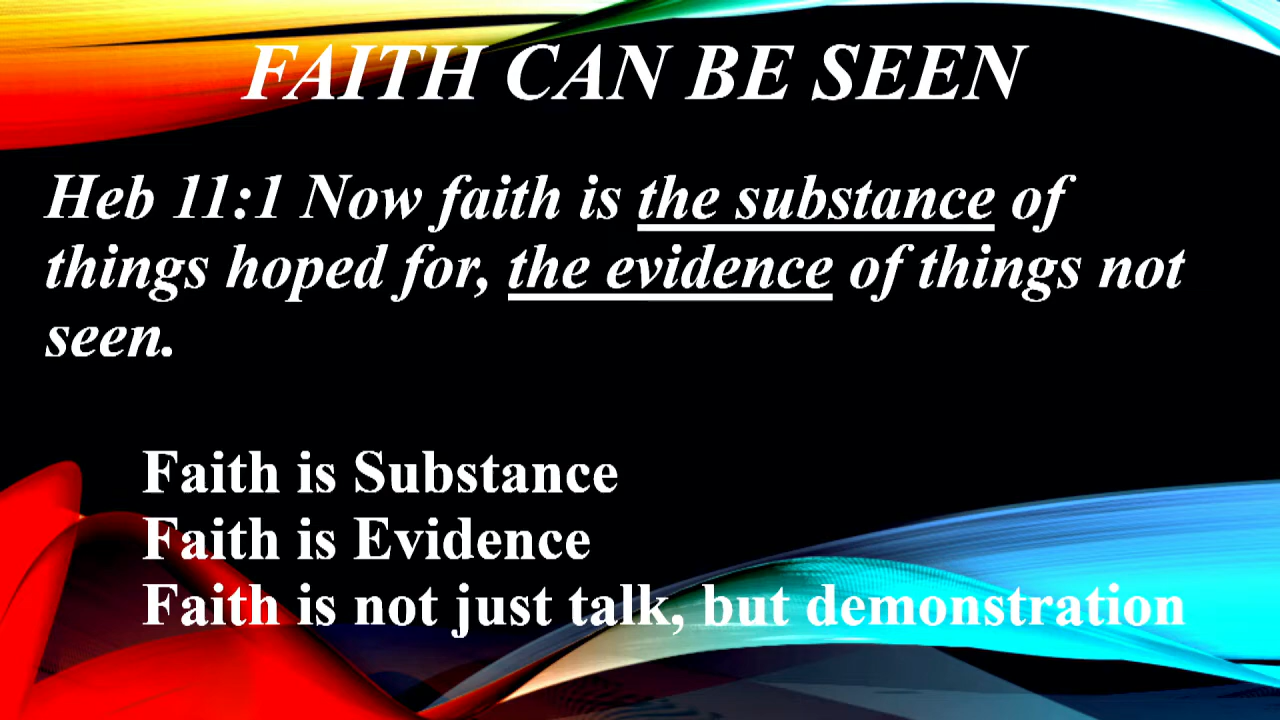 FAITH CAN BE SEEN
Heb 11:1 Now faith is the substance of
things hoped for, the evidence of things not
seen.
Faith is Substance
Faith is Evidence
Faith is not just talk, but demonstration